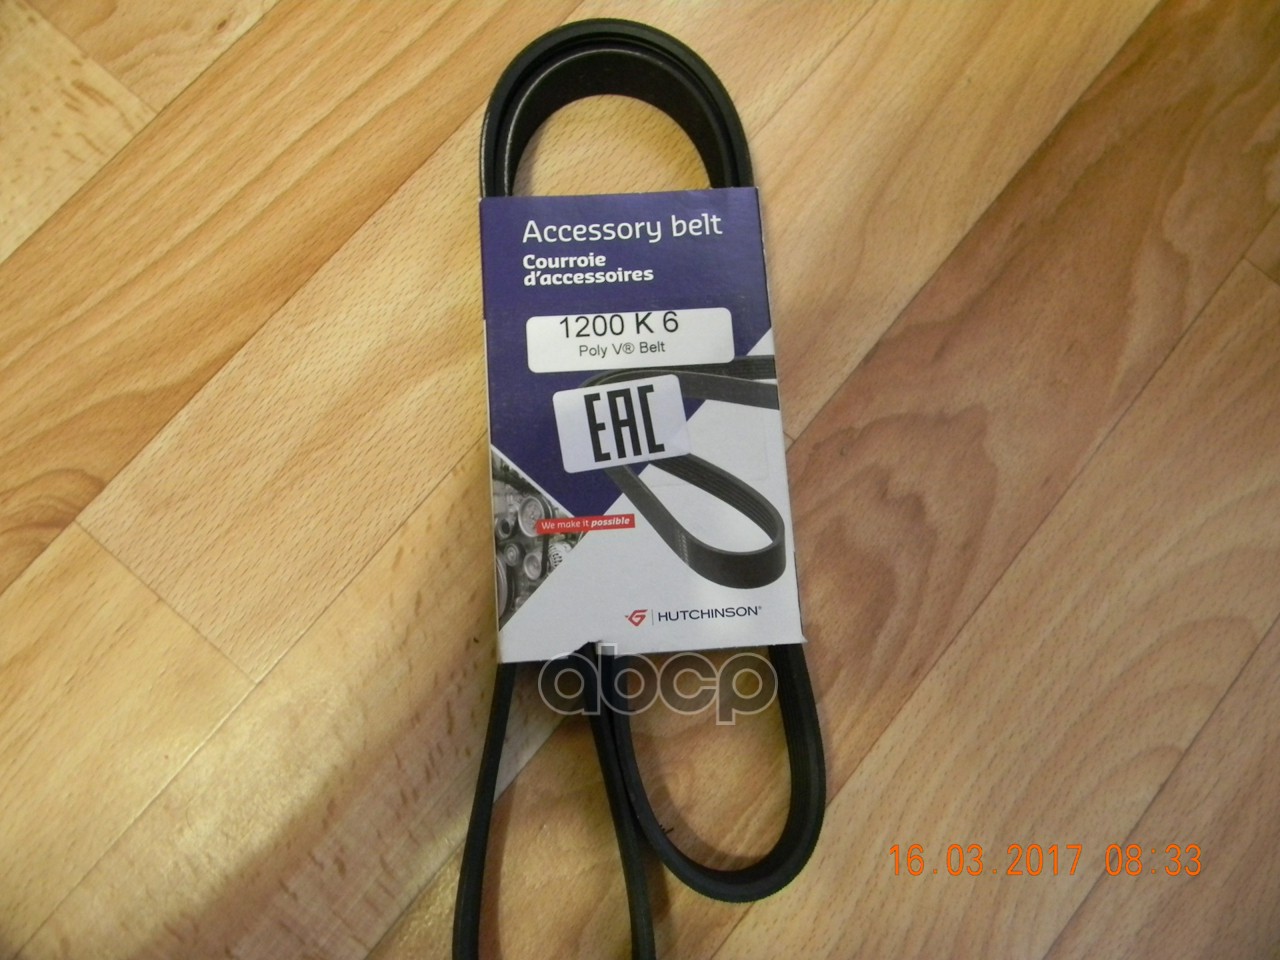 Accessory belt
Courroie
d'accessoires
1200 K 6
Poly V® Belt
EAC
We make it possible
HUTCHINSON®
abcp
16.03.2017 08:33